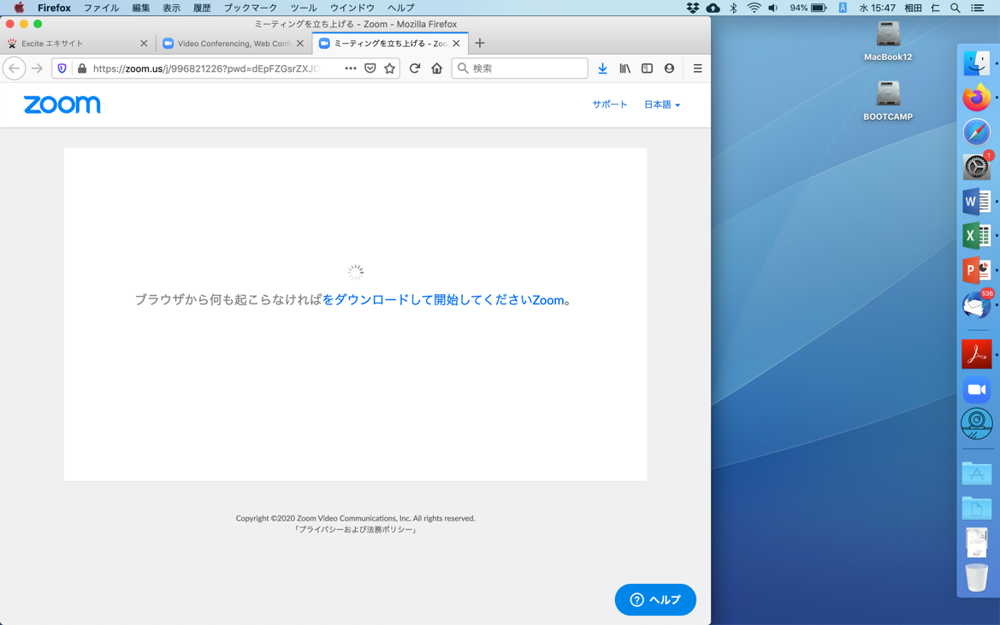 Firefox ファイル 編集 表示 履歴 ブックマーク ツール ウインドウ ヘルプ 94% A 水 15:47 相田 仁
ミーティングを立ち上げる - Zoom - Mozilla Firefox
Excite エキサイト
Video Conferencing, Web Confe
ミーティングを立ち上げる - Zoo
https://zoom.us/j/996821226?pwd=dEpFZGsrZXJC
検索
zoom
サポート 日本語
ブラウザから何も起こらなければをダウンロードして開始してくださいZoom。
Copyright ©2020 Zoom Video Communications, Inc. All rights reserved.
「プライバシーおよび法務ポリシー」
? ヘルプ
MacBook12
BOOTCAMP
1
W
X
P
536
PDF